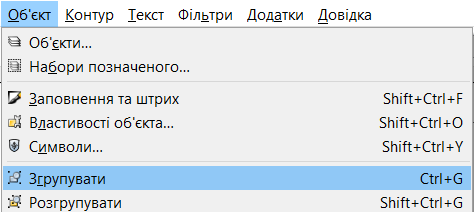 Об'єкт Контур Текст Фільтри Додатки Довідка
Об'єкти...
Набори позначеного...
Заповнення та штрих Shift+Ctrl+F
Властивості об'єкта... Shift+Ctrl+O
Символи... Shift+Ctrl+Y
Згрупувати Ctrl+G
Розгрупувати Shift+Ctrl+G